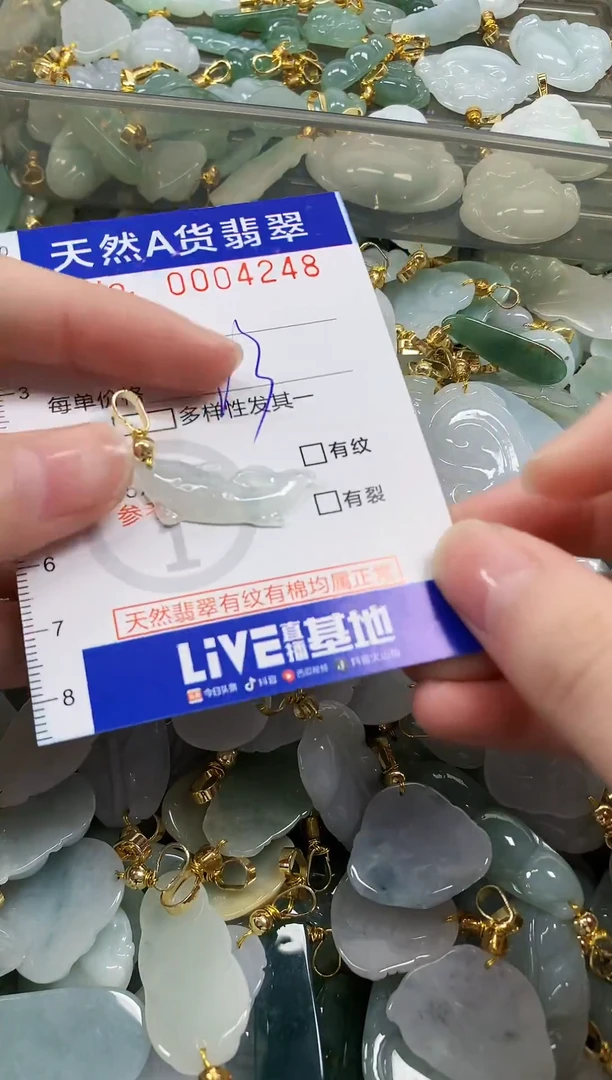 天然A货翡翠
0004248
3
每单价格
多样性发其一
有纹
有裂
参
6
天然翡翠有纹有棉均属正常
7
LiVE直播基地
8
今日头条 抖音 西瓜视频 抖音火山版